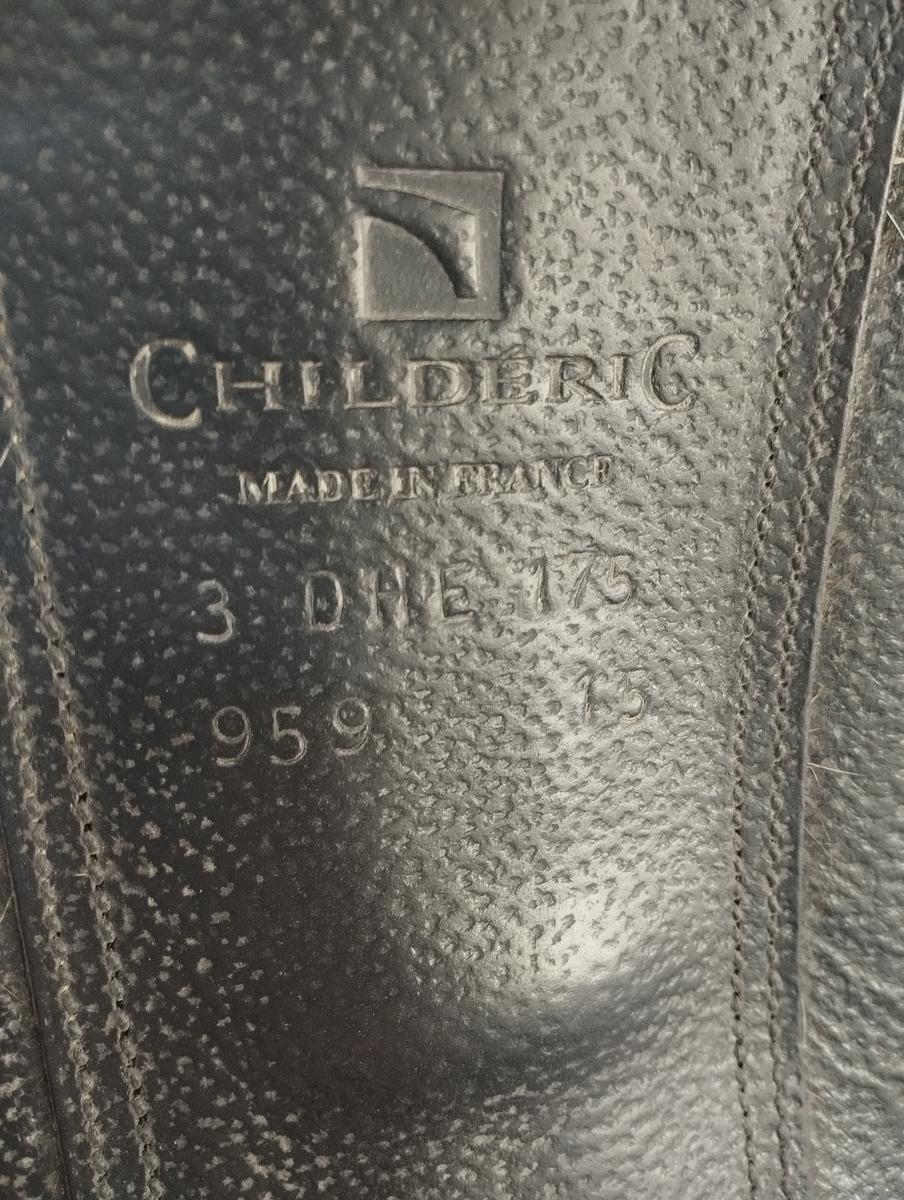 CHILDÉRIC
MADE IN FRANCE
3 DHE 175
959 15